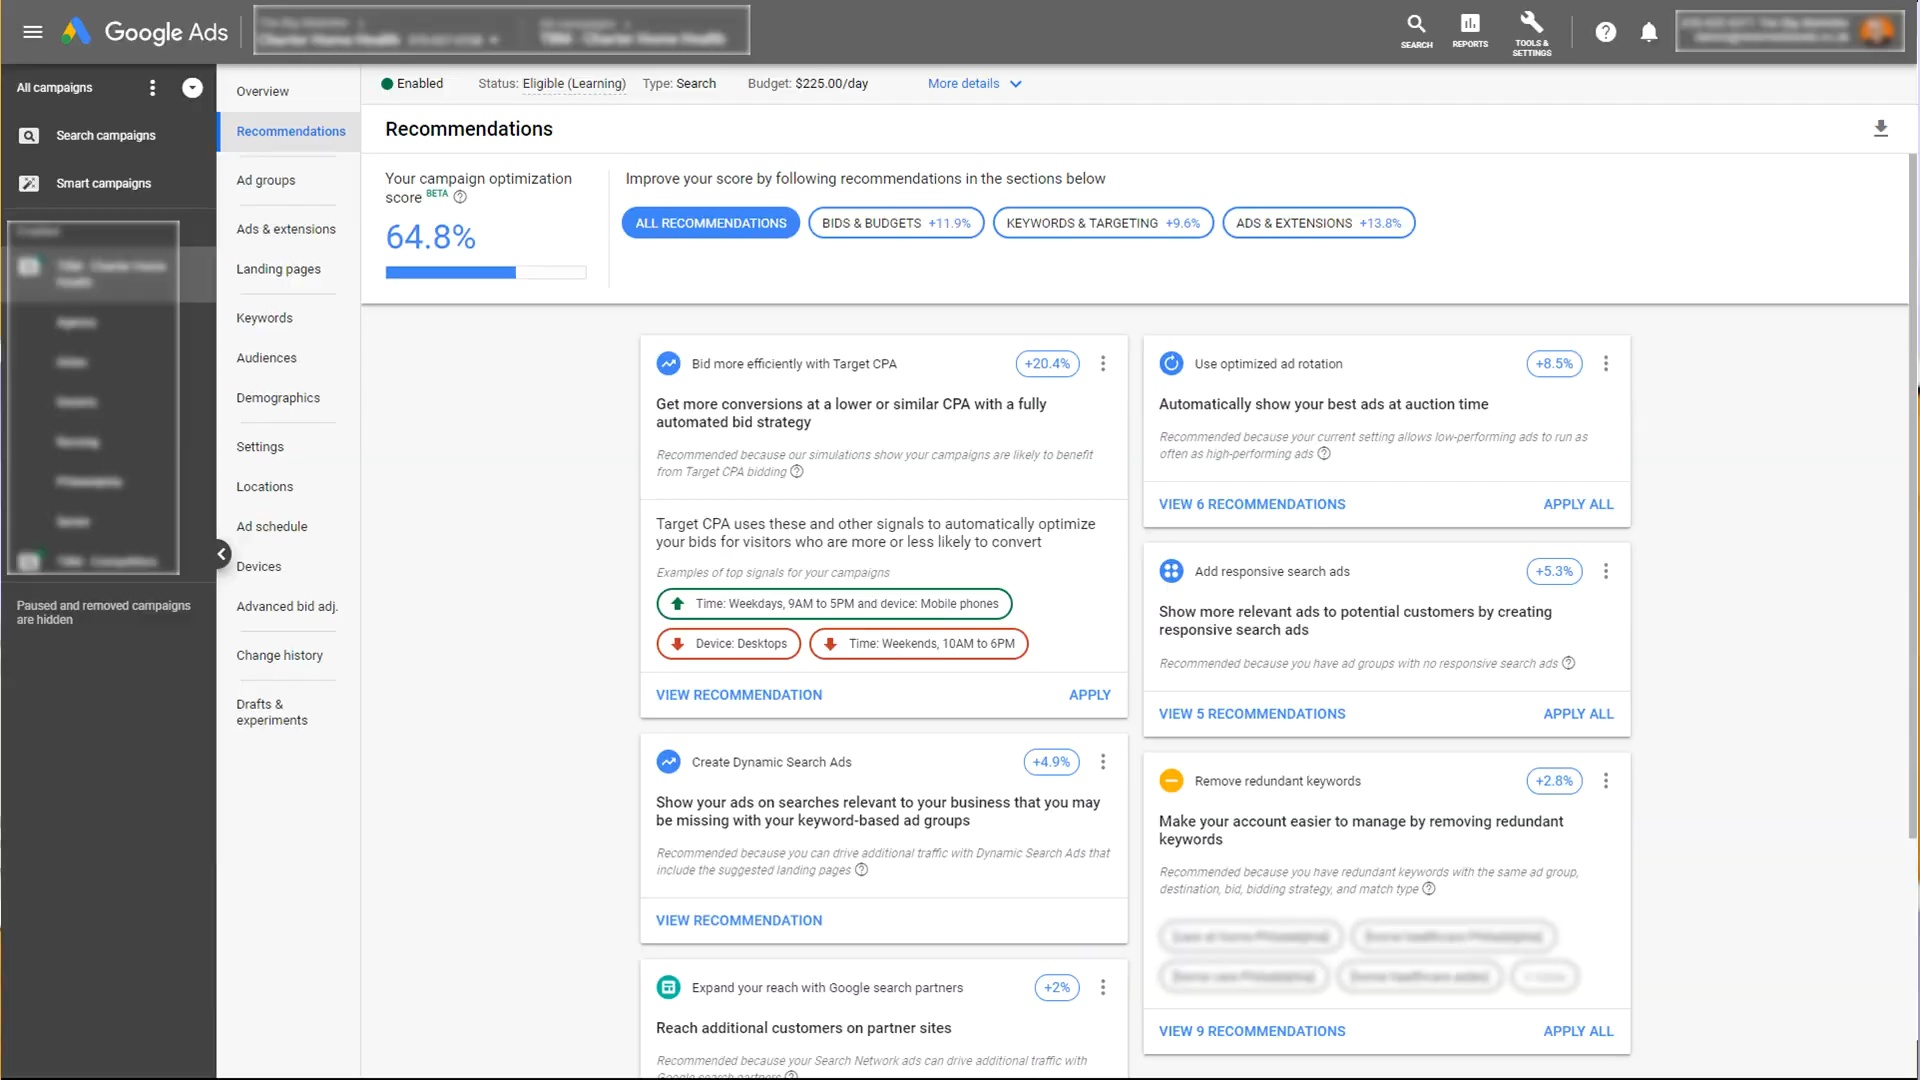 Google Ads
SEARCH
REPORTS
TOOLS &
SETTINGS
All campaigns
Search campaigns
Smart campaigns
Paused and removed campaigns
are hidden
Overview
Recommendations
Ad groups
Ads & extensions
Landing pages
Keywords
Audiences
Demographics
Settings
Locations
Ad schedule
Devices
Advanced bid adj.
Change history
Drafts &
experiments
Enabled Status: Eligible (Learning) Type: Search Budget: $225.00/day More details
Recommendations
Your campaign optimization
score BETA
64.8%
Improve your score by following recommendations in the sections below
ALL RECOMMENDATIONS BIDS & BUDGETS +11.9% KEYWORDS & TARGETING +9.6% ADS & EXTENSIONS +13.8%
Bid more efficiently with Target CPA +20.4%
Get more conversions at a lower or similar CPA with a fully
automated bid strategy
Recommended because our simulations show your campaigns are likely to benefit
from Target CPA bidding
Target CPA uses these and other signals to automatically optimize
your bids for visitors who are more or less likely to convert
Examples of top signals for your campaigns
Time: Weekdays, 9AM to 5PM and device: Mobile phones
Device: Desktops Time: Weekends, 10AM to 6PM
VIEW RECOMMENDATION APPLY
Create Dynamic Search Ads +4.9%
Show your ads on searches relevant to your business that you may
be missing with your keyword-based ad groups
Recommended because you can drive additional traffic with Dynamic Search Ads that
include the suggested landing pages
VIEW RECOMMENDATION
Expand your reach with Google search partners +2%
Reach additional customers on partner sites
Recommended because your Search Network ads can drive additional traffic with
Google search partners
Use optimized ad rotation +8.5%
Automatically show your best ads at auction time
Recommended because your current setting allows low-performing ads to run as
often as high-performing ads
VIEW 6 RECOMMENDATIONS APPLY ALL
Add responsive search ads +5.3%
Show more relevant ads to potential customers by creating
responsive search ads
Recommended because you have ad groups with no responsive search ads
VIEW 5 RECOMMENDATIONS APPLY ALL
Remove redundant keywords +2.8%
Make your account easier to manage by removing redundant
keywords
Recommended because you have redundant keywords with the same ad group,
destination, bid, bidding strategy, and match type
VIEW 9 RECOMMENDATIONS APPLY ALL